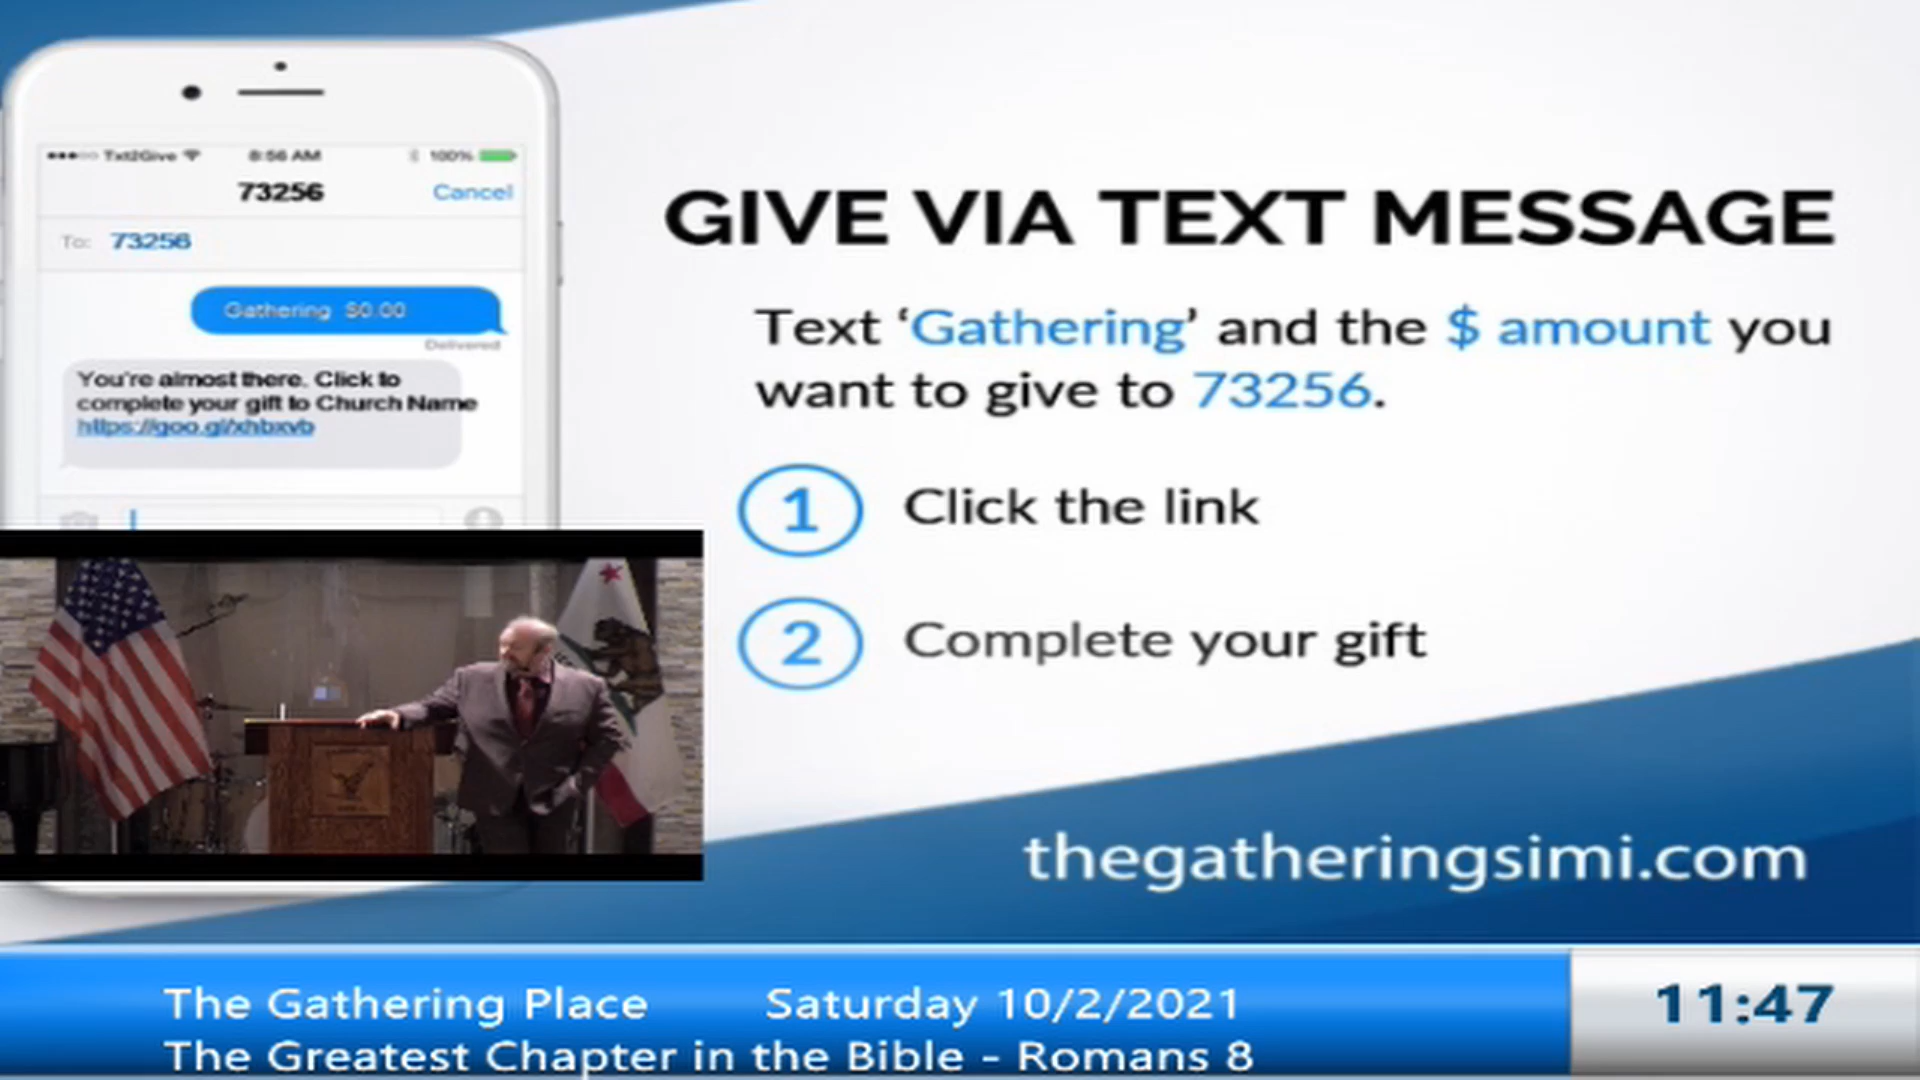 Txt2Give 8:56 AM 100%
73256 Cancel
To: 73256
Gathering $0.00
Delivered
You're almost there. Click to
complete your gift to Church Name
https://goo.gl/xhbxvb
GIVE VIA TEXT MESSAGE
Text ‘Gathering’ and the $ amount you
want to give to 73256.
1 Click the link
2 Complete your gift
thegatheringsimi.com
The Gathering Place Saturday 10/2/2021
The Greatest Chapter in the Bible - Romans 8
11:47